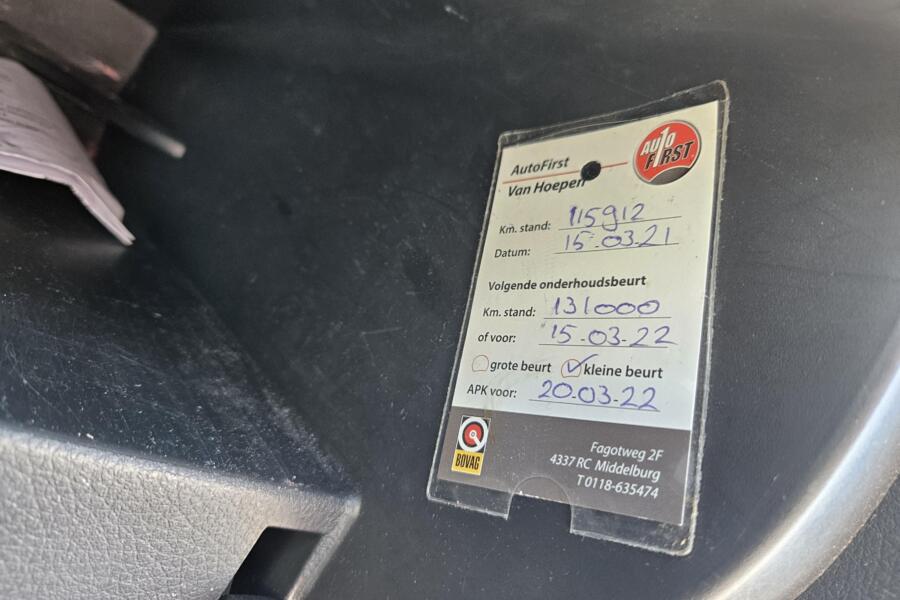 AutoFirst
Van Hoepen
AUTO FIRST
Km. stand: 115912
Datum: 15-03-21
Volgende onderhoudsbeurt
Km. stand: 131000
of voor: 15-03-22
grote beurt kleine beurt
APK voor: 20-03-22
BOVAG
Fagotweg 2F
4337 RC Middelburg
T 0118-635474